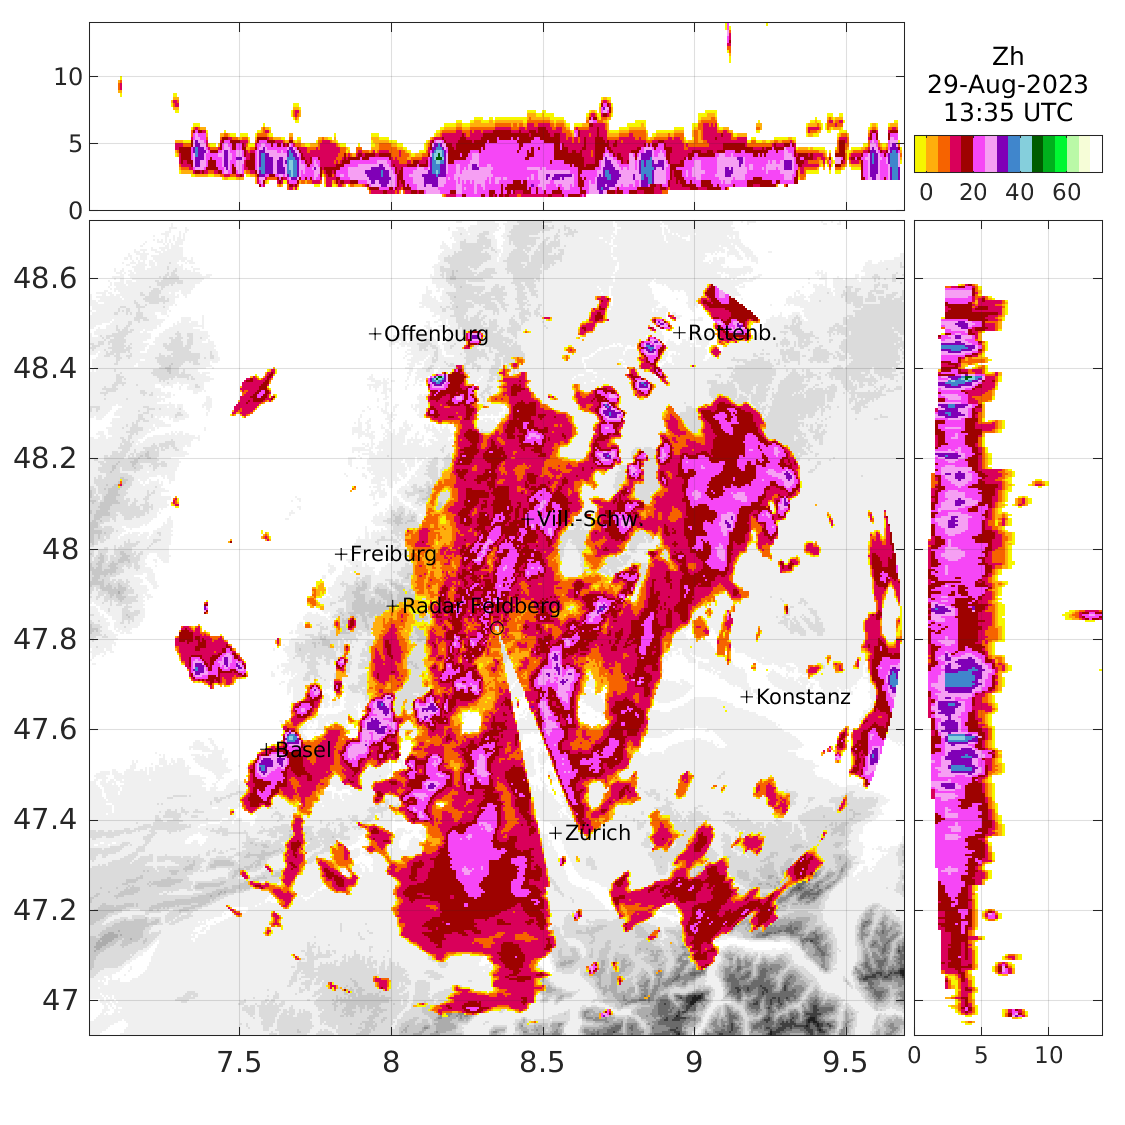 10
5
0
Zh
29-Aug-2023
13:35 UTC
0 20 40 60
48.6
48.4
48.2
48
47.8
47.6
47.4
47.2
47
+Offenburg
+Rottenb.
+Vill.-Schw.
+Freiburg
+Radar Feldberg
+Konstanz
+Basel
+Zürich
7.5 8 8.5 9 9.5
0 5 10